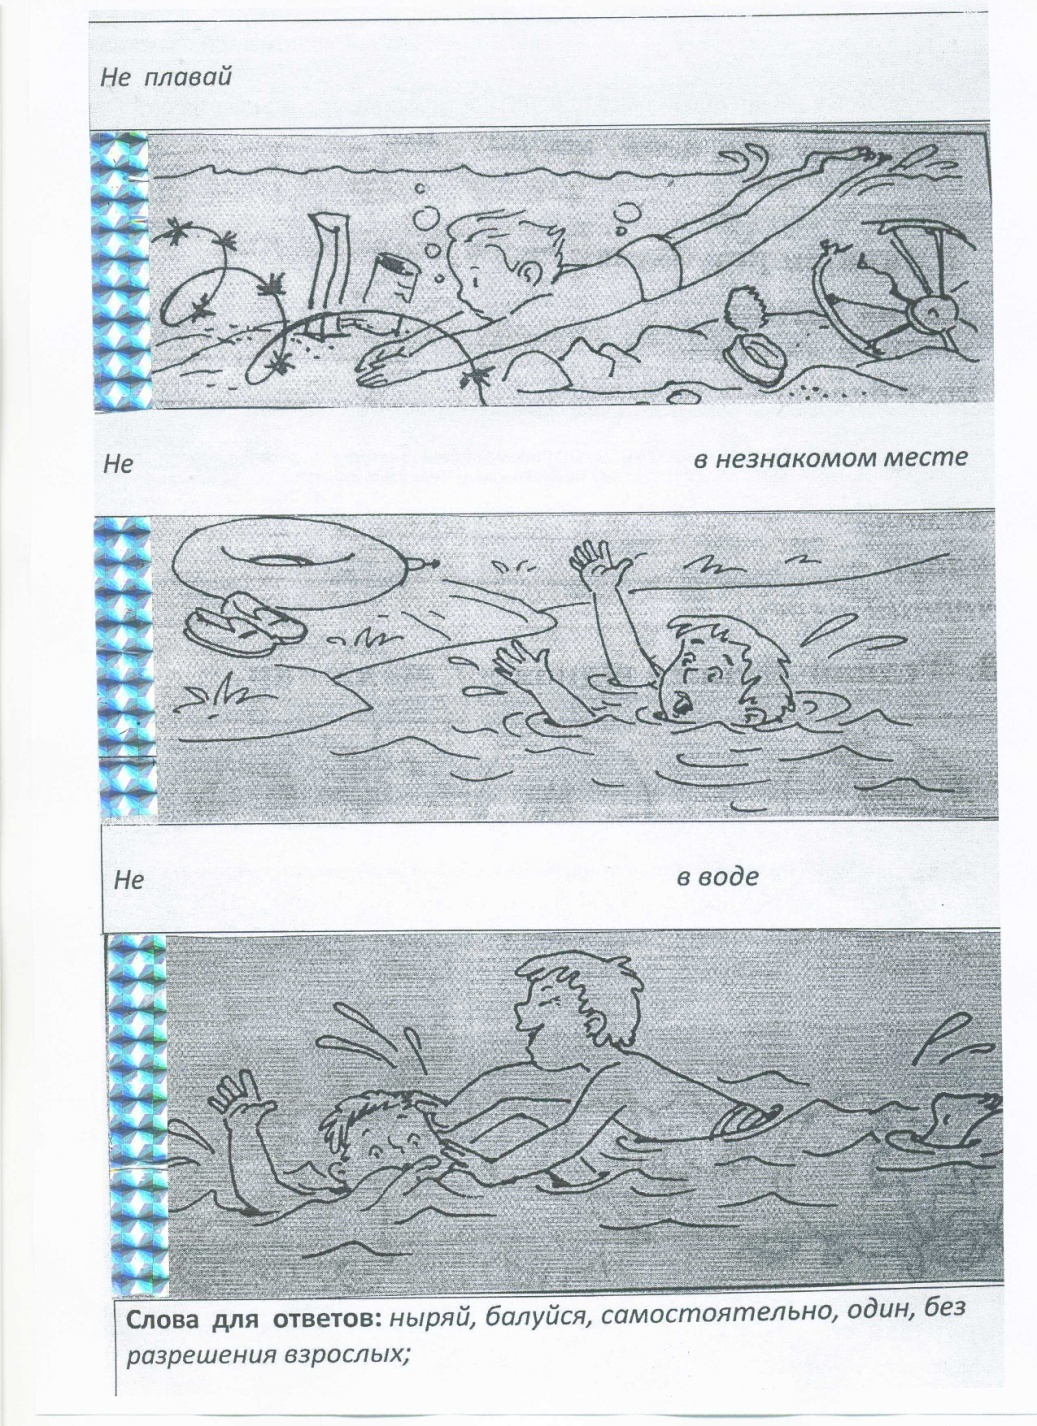 Не плавай
Не в незнакомом месте
Не в воде
Слова для ответов: ныряй, балуйся, самостоятельно, один, без
разрешения взрослых;